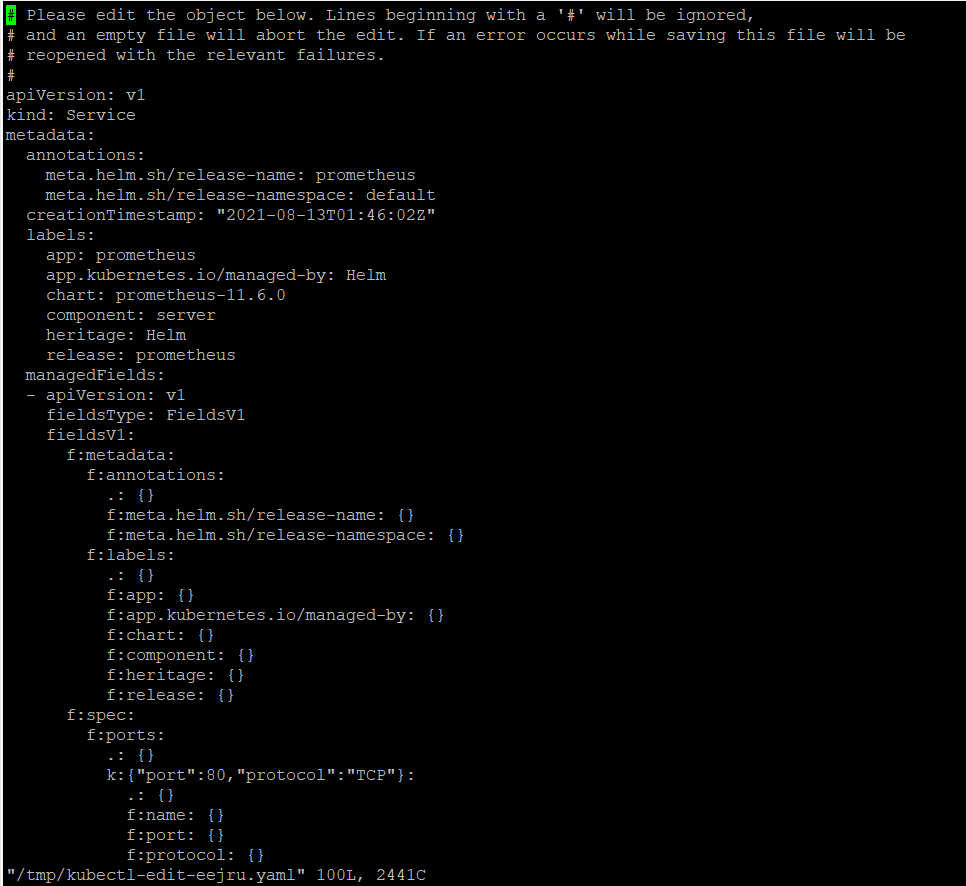 # Please edit the object below. Lines beginning with a '#' will be ignored,
# and an empty file will abort the edit. If an error occurs while saving this file will be
# reopened with the relevant failures.
#
apiVersion: v1
kind: Service
metadata:
  annotations:
    meta.helm.sh/release-name: prometheus
    meta.helm.sh/release-namespace: default
  creationTimestamp: "2021-08-13T01:46:02Z"
  labels:
    app: prometheus
    app.kubernetes.io/managed-by: Helm
    chart: prometheus-11.6.0
    component: server
    heritage: Helm
    release: prometheus
  managedFields:
  - apiVersion: v1
    fieldsType: FieldsV1
    fieldsV1:
      f:metadata:
        f:annotations:
          .: {}
          f:meta.helm.sh/release-name: {}
          f:meta.helm.sh/release-namespace: {}
        f:labels:
          .: {}
          f:app: {}
          f:app.kubernetes.io/managed-by: {}
          f:chart: {}
          f:component: {}
          f:heritage: {}
          f:release: {}
      f:spec:
        f:ports:
          .: {}
          k:{"port":80,"protocol":"TCP"}:
            .: {}
            f:name: {}
            f:port: {}
            f:protocol: {}
"/tmp/kubectl-edit-eejru.yaml" 100L, 2441C